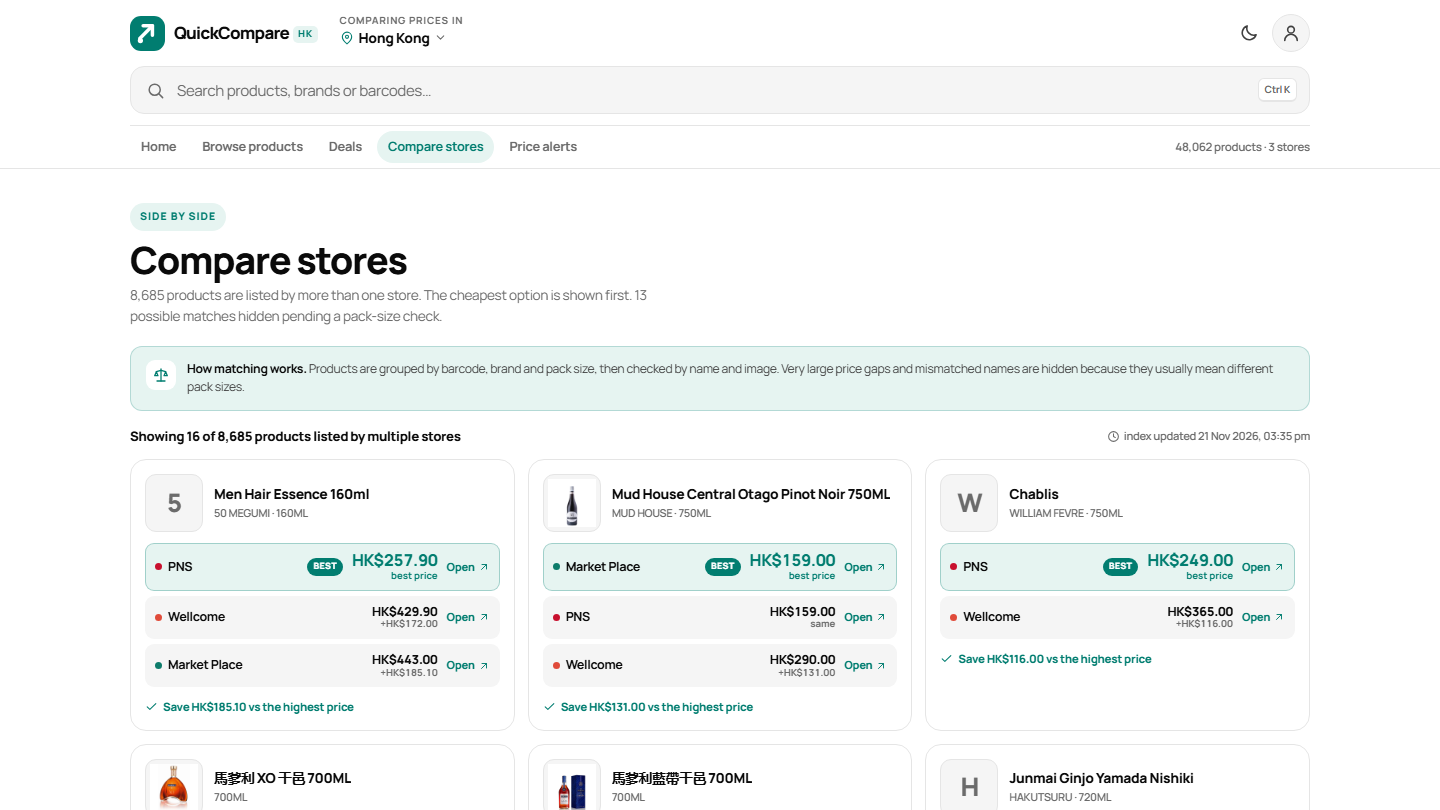 QuickCompare HK
COMPARING PRICES IN
Hong Kong
Search products, brands or barcodes...
Ctrl K
Home
Browse products
Deals
Compare stores
Price alerts
48,062 products · 3 stores
SIDE BY SIDE
Compare stores
8,685 products are listed by more than one store. The cheapest option is shown first. 13
possible matches hidden pending a pack-size check.
How matching works. Products are grouped by barcode, brand and pack size, then checked by name and image. Very large price gaps and mismatched names are hidden because they usually mean different
pack sizes.
Showing 16 of 8,685 products listed by multiple stores
index updated 21 Nov 2026, 03:35 pm
5
Men Hair Essence 160ml
50 MEGUMI · 160ML
PNS
BEST
HK$257.90
best price
Open
Wellcome
HK$429.90
+HK$172.00
Open
Market Place
HK$443.00
+HK$185.10
Open
Save HK$185.10 vs the highest price
Mud House Central Otago Pinot Noir 750ML
MUD HOUSE · 750ML
Market Place
BEST
HK$159.00
best price
Open
PNS
HK$159.00
same
Open
Wellcome
HK$290.00
+HK$131.00
Open
Save HK$131.00 vs the highest price
W
Chablis
WILLIAM FEVRE · 750ML
PNS
BEST
HK$249.00
best price
Open
Wellcome
HK$365.00
+HK$116.00
Open
Save HK$116.00 vs the highest price
馬爹利 XO 干邑 700ML
700ML
馬爹利藍帶干邑 700ML
700ML
H
Junmai Ginjo Yamada Nishiki
HAKUTSURU · 720ML